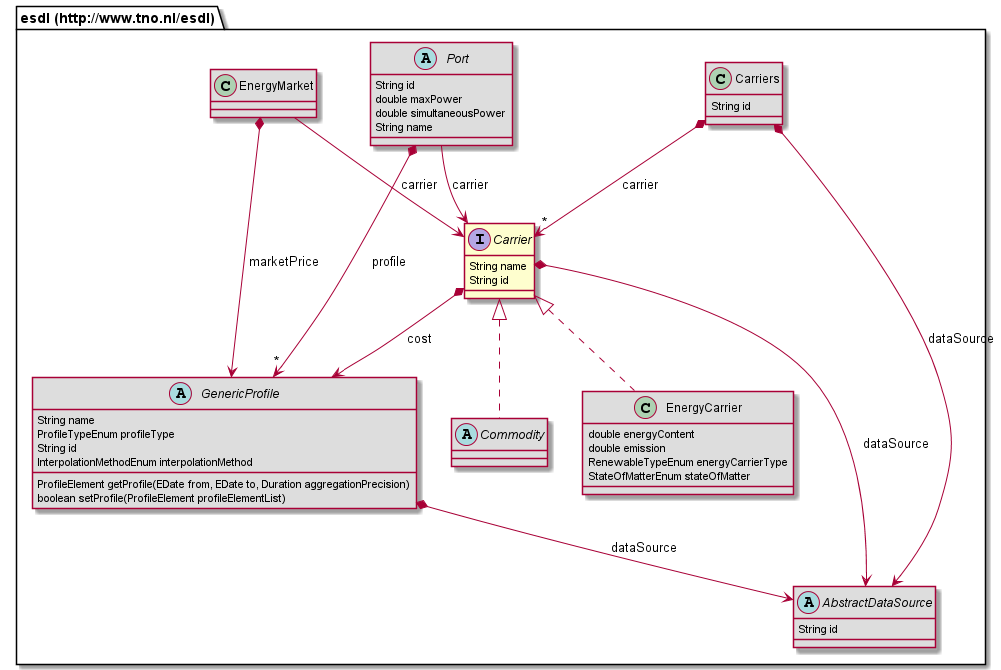 esdl (http://www.tno.nl/esdl)
A Port
String id
double maxPower
double simultaneousPower
String name
C EnergyMarket
C Carriers
String id
carrier
carrier
carrier
*
I Carrier
String name
String id
marketPrice
profile
*
cost
dataSource
dataSource
A GenericProfile
String name
ProfileTypeEnum profileType
String id
InterpolationMethodEnum interpolationMethod
ProfileElement getProfile(EDate from, EDate to, Duration aggregationPrecision)
boolean setProfile(ProfileElement profileElementList)
A Commodity
C EnergyCarrier
double energyContent
double emission
RenewableTypeEnum energyCarrierType
StateOfMatterEnum stateOfMatter
dataSource
A AbstractDataSource
String id